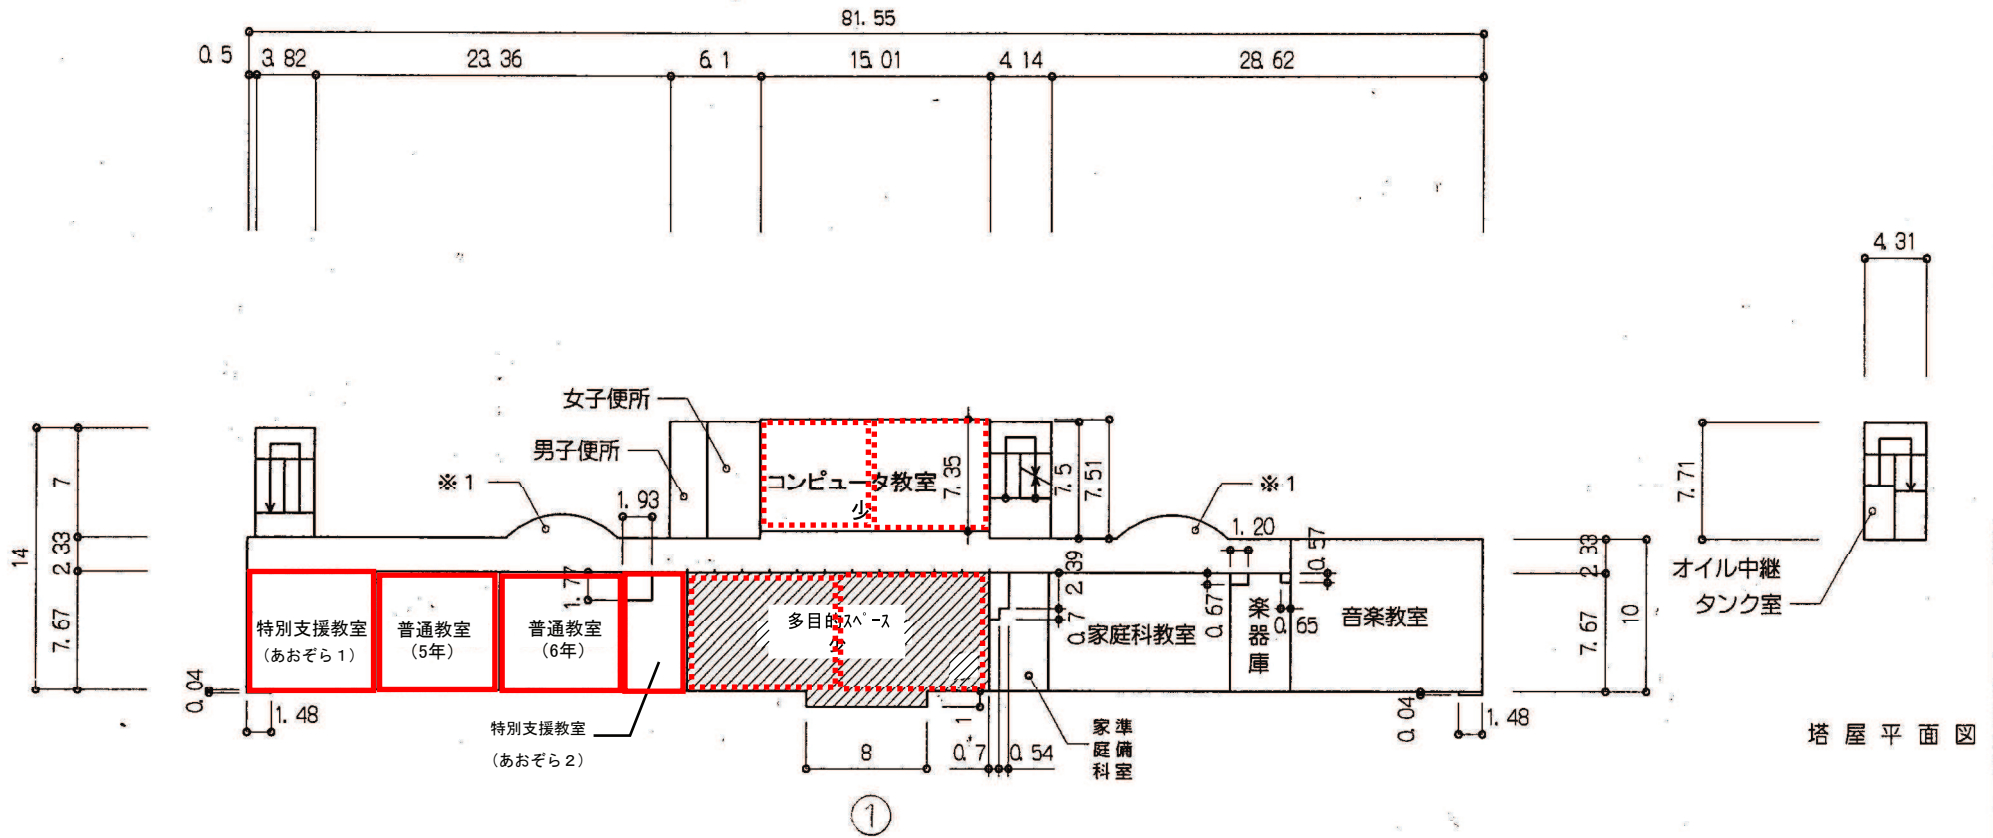 81.55
0.5
3.82
23.36
6.1
15.01
4.14
28.62
4.31
女子便所
男子便所
※1
1.93
コンピュータ教室
少
7.35
7.5
7.51
※1
1.20
0.57
7.71
14
7
2.33
7.67
1.77
2.39
0.7
0.67
0.65
2.33
7.67
10
オイル中継
タンク室
特別支援教室
(あおぞら1)
普通教室
(5年)
普通教室
(6年)
多目的スペース
少
家庭科教室
楽器庫
音楽教室
0.04
1.48
特別支援教室
(あおぞら2)
8
1
0.7
0.54
家庭科
準備室
0.04
1.48
塔屋平面図
①